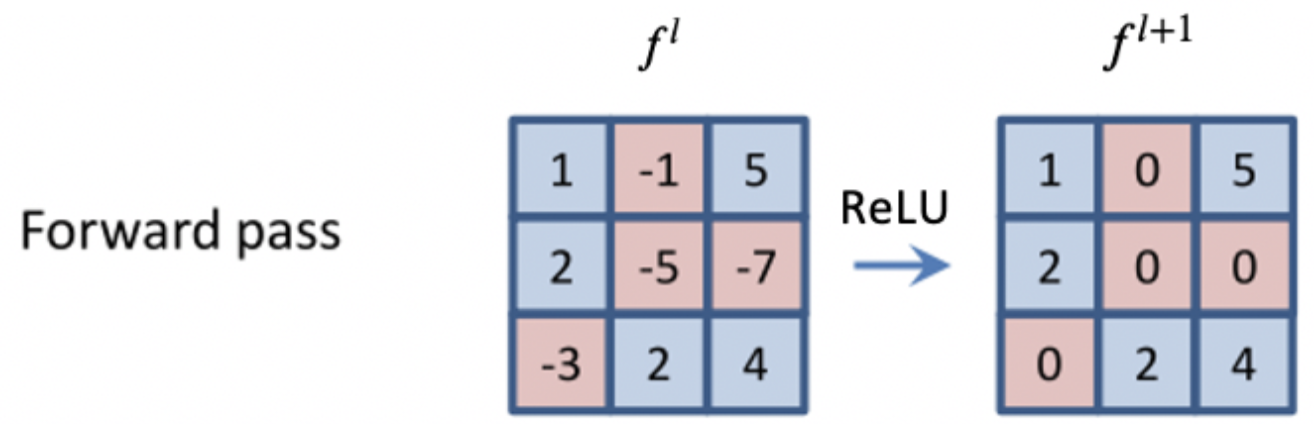 f^l f^{l+1}
1 -1 5 1 0 5
ReLU
Forward pass
2 -5 -7 2 0 0
-3 2 4 0 2 4